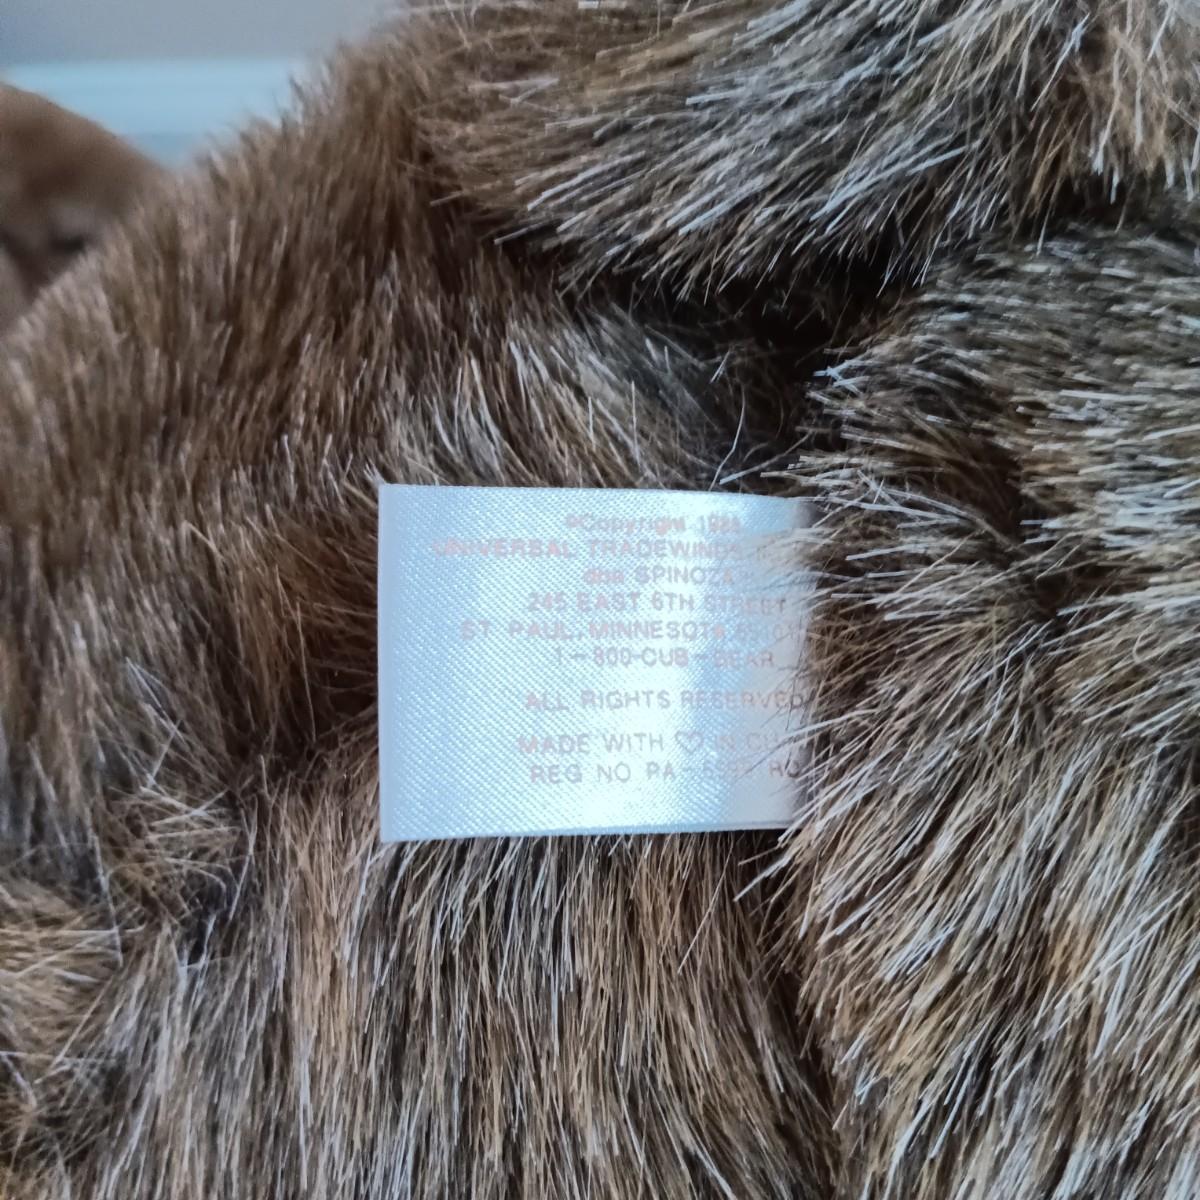 ©Copyright
UNIVERSAL TRADEWINDS
dba SPINOZA
245 EAST 6TH STREET
ST. PAUL, MINNESOTA
1-800-CUB-BEAR
ALL RIGHTS RESERVED
MADE WITH ♡ IN
REG NO PA-